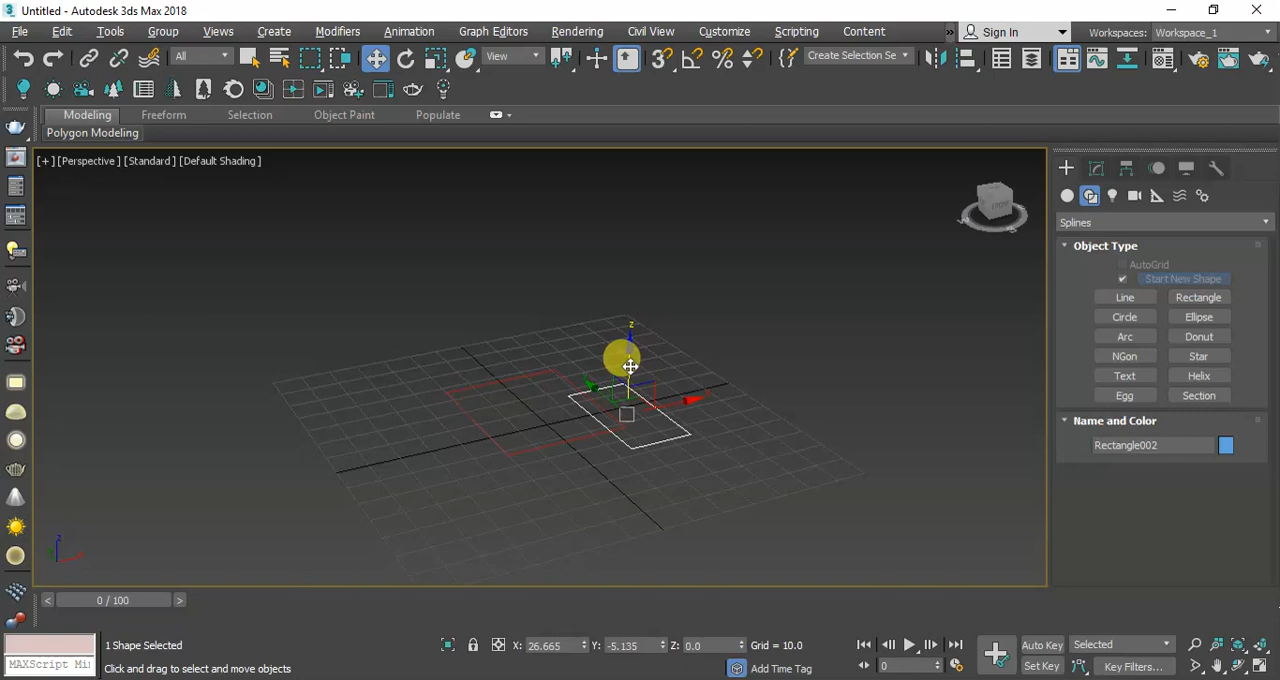 Untitled - Autodesk 3ds Max 2018
File Edit Tools Group Views Create Modifiers Animation Graph Editors Rendering Civil View Customize Scripting Content » Sign In Workspaces: Workspace_1
All View Create Selection Se
Modeling Freeform Selection Object Paint Populate
Polygon Modeling
[+] [Perspective] [Standard] [Default Shading]
FRONT
Splines
Object Type
AutoGrid
Start New Shape
Line Rectangle
Circle Ellipse
Arc Donut
NGon Star
Text Helix
Egg Section
Name and Color
Rectangle002
z
z
< 0 / 100 >
1 Shape Selected X: 26.665 Y: -5.135 Z: 0.0 Grid = 10.0 Auto Key Selected
MAXScript Mi Click and drag to select and move objects Add Time Tag 0 Set Key Key Filters...